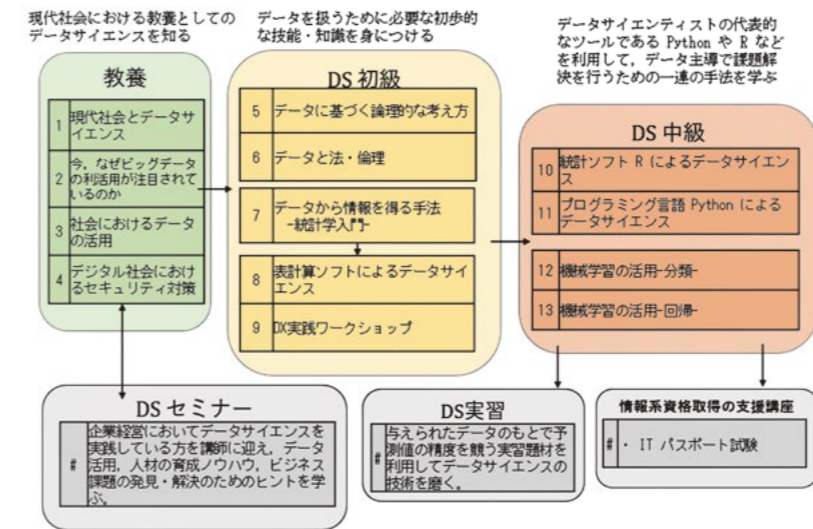 現代社会における教養としての
データサイエンスを知る
教養
1 現代社会とデータサ
イエンス
2 今，なぜビッグデータ
の利活用が注目されて
いるのか
3 社会におけるデータ
の活用
4 デジタル社会におけ
るセキュリティ対策
データを扱うために必要な初歩的
な技能・知識を身につける
DS 初級
5 データに基づく論理的な考え方
6 データと法・倫理
7 データから情報を得る手法
-統計学入門-
8 表計算ソフトによるデータサイ
エンス
9 DX実践ワークショップ
データサイエンティストの代表的
なツールである Python や R など
を利用して，データ主導で課題解
決を行うための一連の手法を学ぶ
DS 中級
10 統計ソフト R によるデータサイエン
ス
11 プログラミング言語 Python による
データサイエンス
12 機械学習の活用-分類-
13 機械学習の活用-回帰-
DS セミナー
# 企業経営においてデータサイエンスを
実践している方を講師に迎え，データ
活用，人材の育成ノウハウ，ビジネス
課題の発見・解決のためのヒントを学
ぶ。
DS実習
# 与えられたデータのもとで予
測値の精度を競う実習題材を
利用してデータサイエンスの
技術を磨く。
情報系資格取得の支援講座
# ・ IT パスポート試験